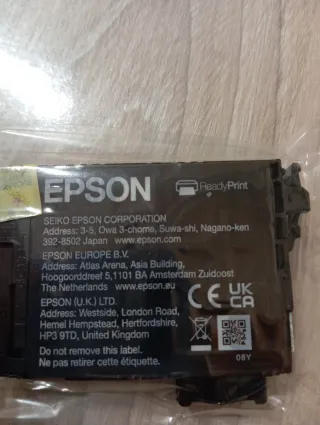 EPSON ReadyPrint
SEIKO EPSON CORPORATION
Address: 3-5, Owa 3-chome, Suwa-shi, Nagano-ken
392-8502 Japan www.epson.com
EPSON EUROPE B.V.
Address: Atlas Arena, Asia Building,
Hoogoorddreef 5,1101 BA Amsterdam Zuidoost
The Netherlands www.epson.eu
EPSON (U.K.) LTD.
Address: Westside, London Road,
Hemel Hempstead, Hertfordshire,
HP3 9TD, United Kingdom
CE UK
CA
Do not remove this label.
Ne pas retirer cette étiquette.
08Y